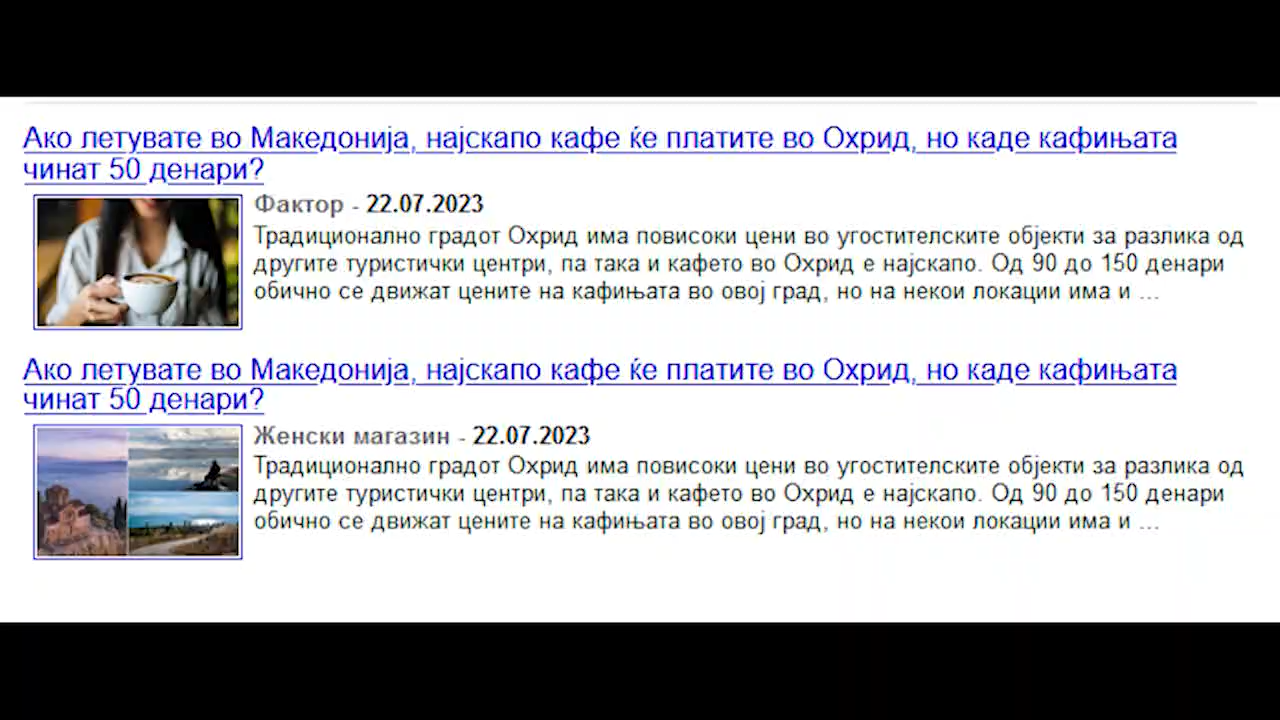 Ако летувате во Македонија, најскапо кафе ќе платите во Охрид, но каде кафињата
чинат 50 денари?
Фактор - 22.07.2023
Традиционално градот Охрид има повисоки цени во угостителските објекти за разлика од
другите туристички центри, па така и кафето во Охрид е најскапо. Од 90 до 150 денари
обично се движат цените на кафињата во овој град, но на некои локации има и ...
Ако летувате во Македонија, најскапо кафе ќе платите во Охрид, но каде кафињата
чинат 50 денари?
Женски магазин - 22.07.2023
Традиционално градот Охрид има повисоки цени во угостителските објекти за разлика од
другите туристички центри, па така и кафето во Охрид е најскапо. Од 90 до 150 денари
обично се движат цените на кафињата во овој град, но на некои локации има и ...